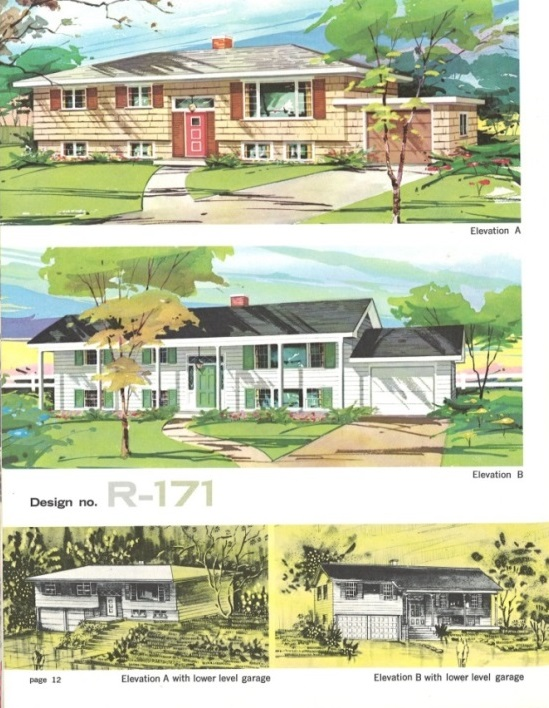 Elevation A
Elevation B
Design no. R-171
page 12
Elevation A with lower level garage
Elevation B with lower level garage